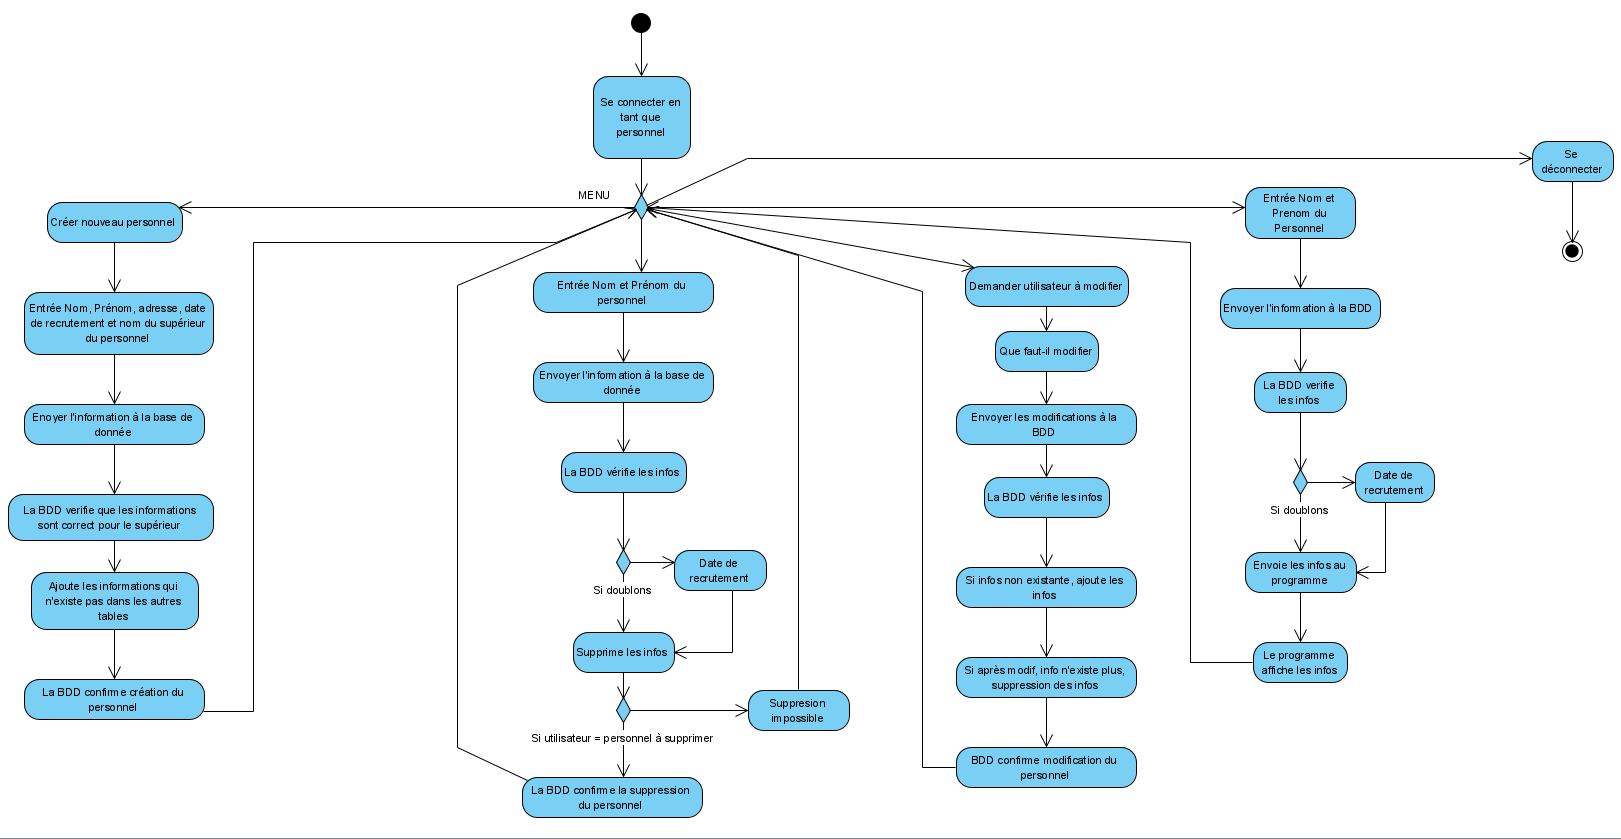 Se connecter en
tant que
personnel
MENU
Se
déconnecter
Créer nouveau personnel
Entrée Nom, Prénom, adresse, date
de recrutement et nom du supérieur
du personnel
Enoyer l'information à la base de
donnée
La BDD verifie que les informations
sont correct pour le supérieur
Ajoute les informations qui
n'existe pas dans les autres
tables
La BDD confirme création du
personnel
Entrée Nom et Prénom du
personnel
Envoyer l'information à la base de
donnée
La BDD vérifie les infos
Si doublons
Date de
recrutement
Supprime les infos
Suppresion
impossible
Si utilisateur = personnel à supprimer
La BDD confirme la suppression
du personnel
Demander utilisateur à modifier
Que faut-il modifier
Envoyer les modifications à la
BDD
La BDD vérifie les infos
Si infos non existante, ajoute les
infos
Si après modif, info n'existe plus,
suppression des infos
BDD confirme modification du
personnel
Entrée Nom et
Prenom du
Personnel
Envoyer l'information à la BDD
La BDD verifie
les infos
Si doublons
Date de
recrutement
Envoie les infos au
programme
Le programme
affiche les infos